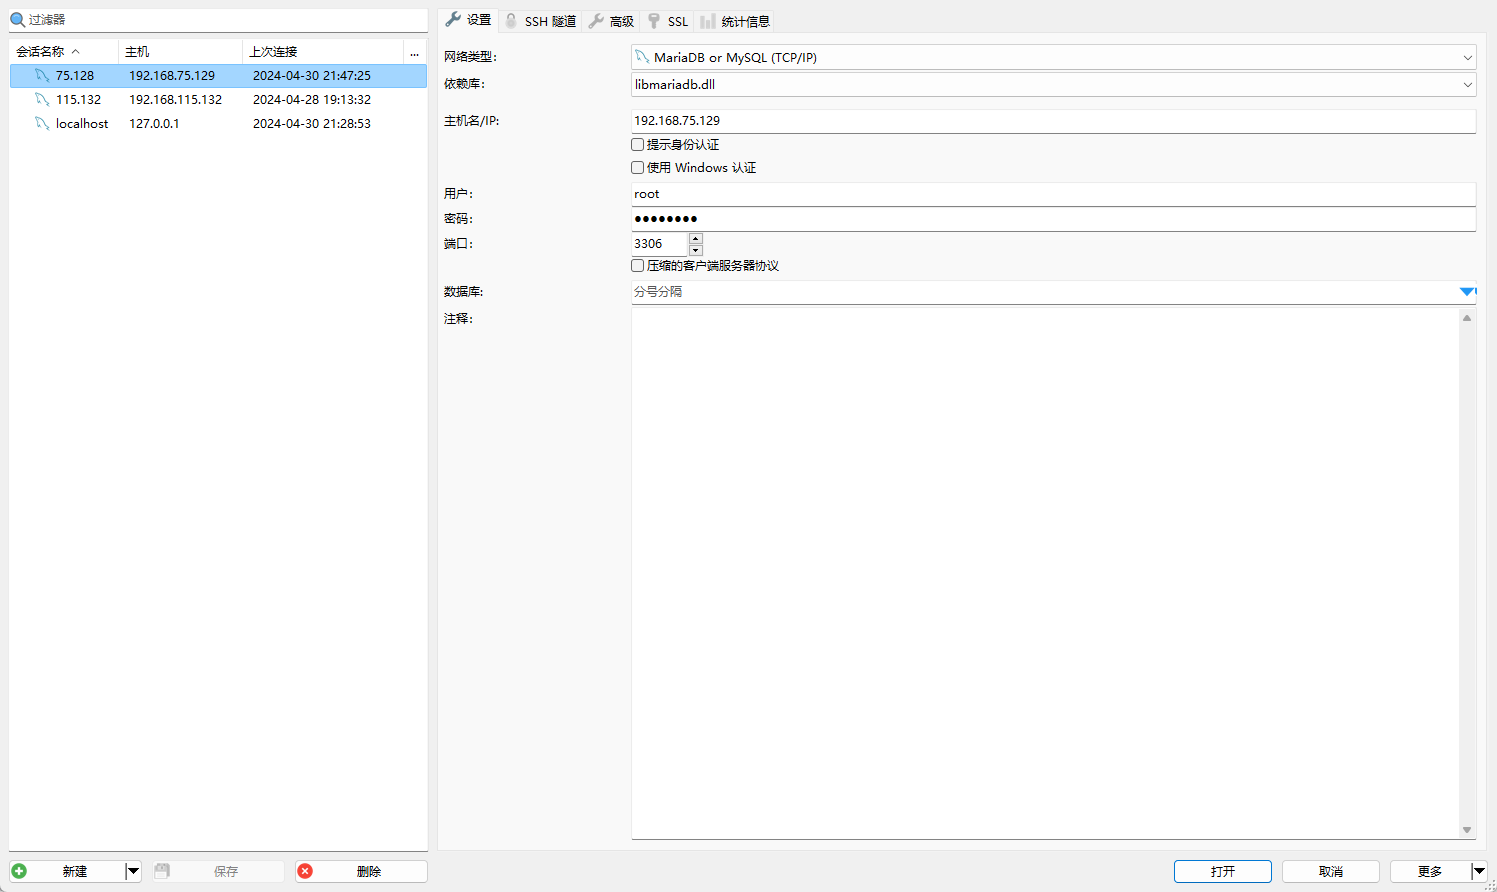 过滤器
会话名称 主机 上次连接 ...
75.128 192.168.75.129 2024-04-30 21:47:25
115.132 192.168.115.132 2024-04-28 19:13:32
localhost 127.0.0.1 2024-04-30 21:28:53
新建 保存 删除
设置 SSH 隧道 高级 SSL 统计信息
网络类型: MariaDB or MySQL (TCP/IP)
依赖库: libmariadb.dll
主机名/IP: 192.168.75.129
提示身份认证
使用 Windows 认证
用户: root
密码: ●●●●●●●●
端口: 3306
压缩的客户端服务器协议
数据库: 分号分隔
注释:
打开 取消 更多